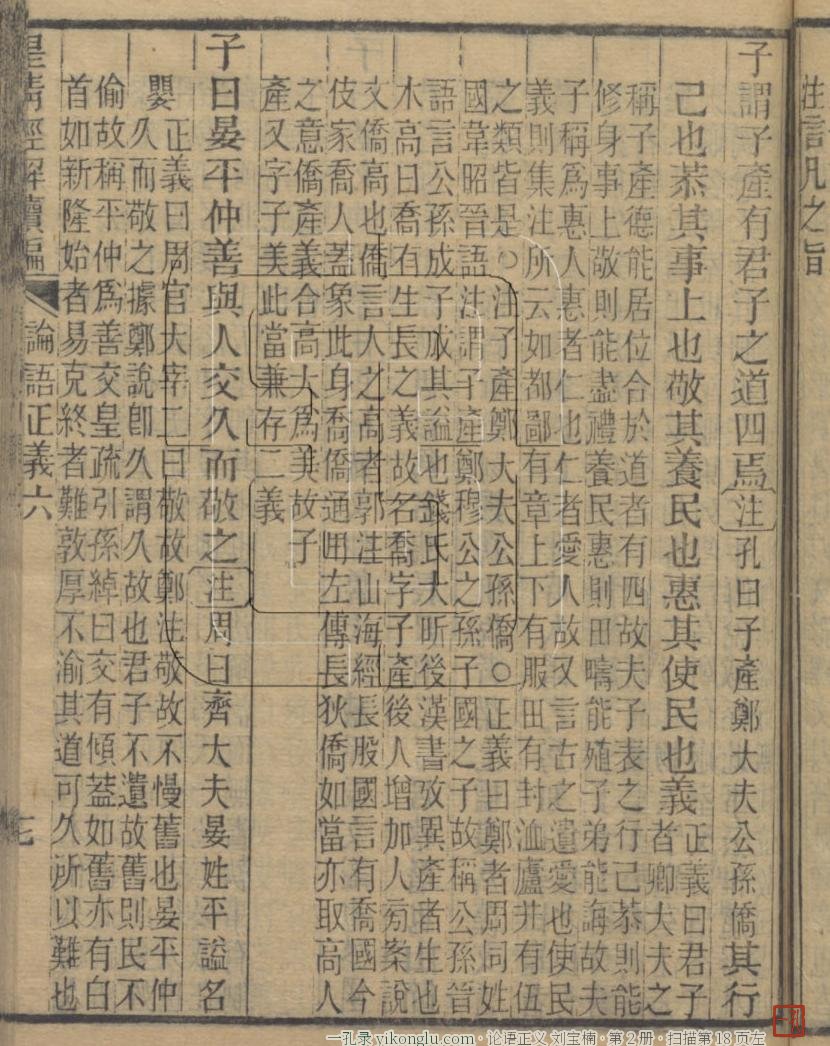 言凡之旨
子謂子產有君子之道四焉注孔曰子產鄭大夫公孫僑其行
己也恭其事上也敬其養民也惠其使民也義
正義曰君子
者卿大夫之
稱子產德能居位合於道者有四故夫子表之行己恭則能
修身事上敬則能盡禮養民惠則田疇能殖子弟能誨故夫
子稱爲惠人惠者仁也仁者愛人故又言古之遺愛也使民
義則集注所云如都鄙有章上下有服田有封洫廬井有伍
之類皆是○注子產鄭大夫公孫僑○正義曰鄭者周同姓
國韋昭晉語注謂子產鄭穆公之孫子國之子故稱公孫晉
語言公孫成子成其謚也錢氏大昕後漢書攷異產者生也
木高曰喬有生長之義故名喬字子產後人增加人旁案說
文僑高也僑言人之高者郭注山海經長股國言有喬國今
伎家喬人蓋象此身喬僑通用左傳長狄僑如當亦取高人
之意僑產義合高大爲美故子
產又字子美此當兼存二義
子曰晏平仲善與人交久而敬之注周曰齊大夫晏姓平謚名
嬰
正義曰周官大宰二曰敬故鄭注敬故不慢舊也晏平仲
久而敬之據鄭說卽久謂久故也君子不遺故舊則民不
偷故稱平仲爲善交皇疏引孫綽曰交有傾蓋如舊亦有白
首如新隆始者易克終者難敦厚不渝其道可久所以難也
皇清經解續編 論語正義六 七
一孔录 yikonglu.com · 论语正义 刘宝楠 · 第2册 · 扫描第18页左